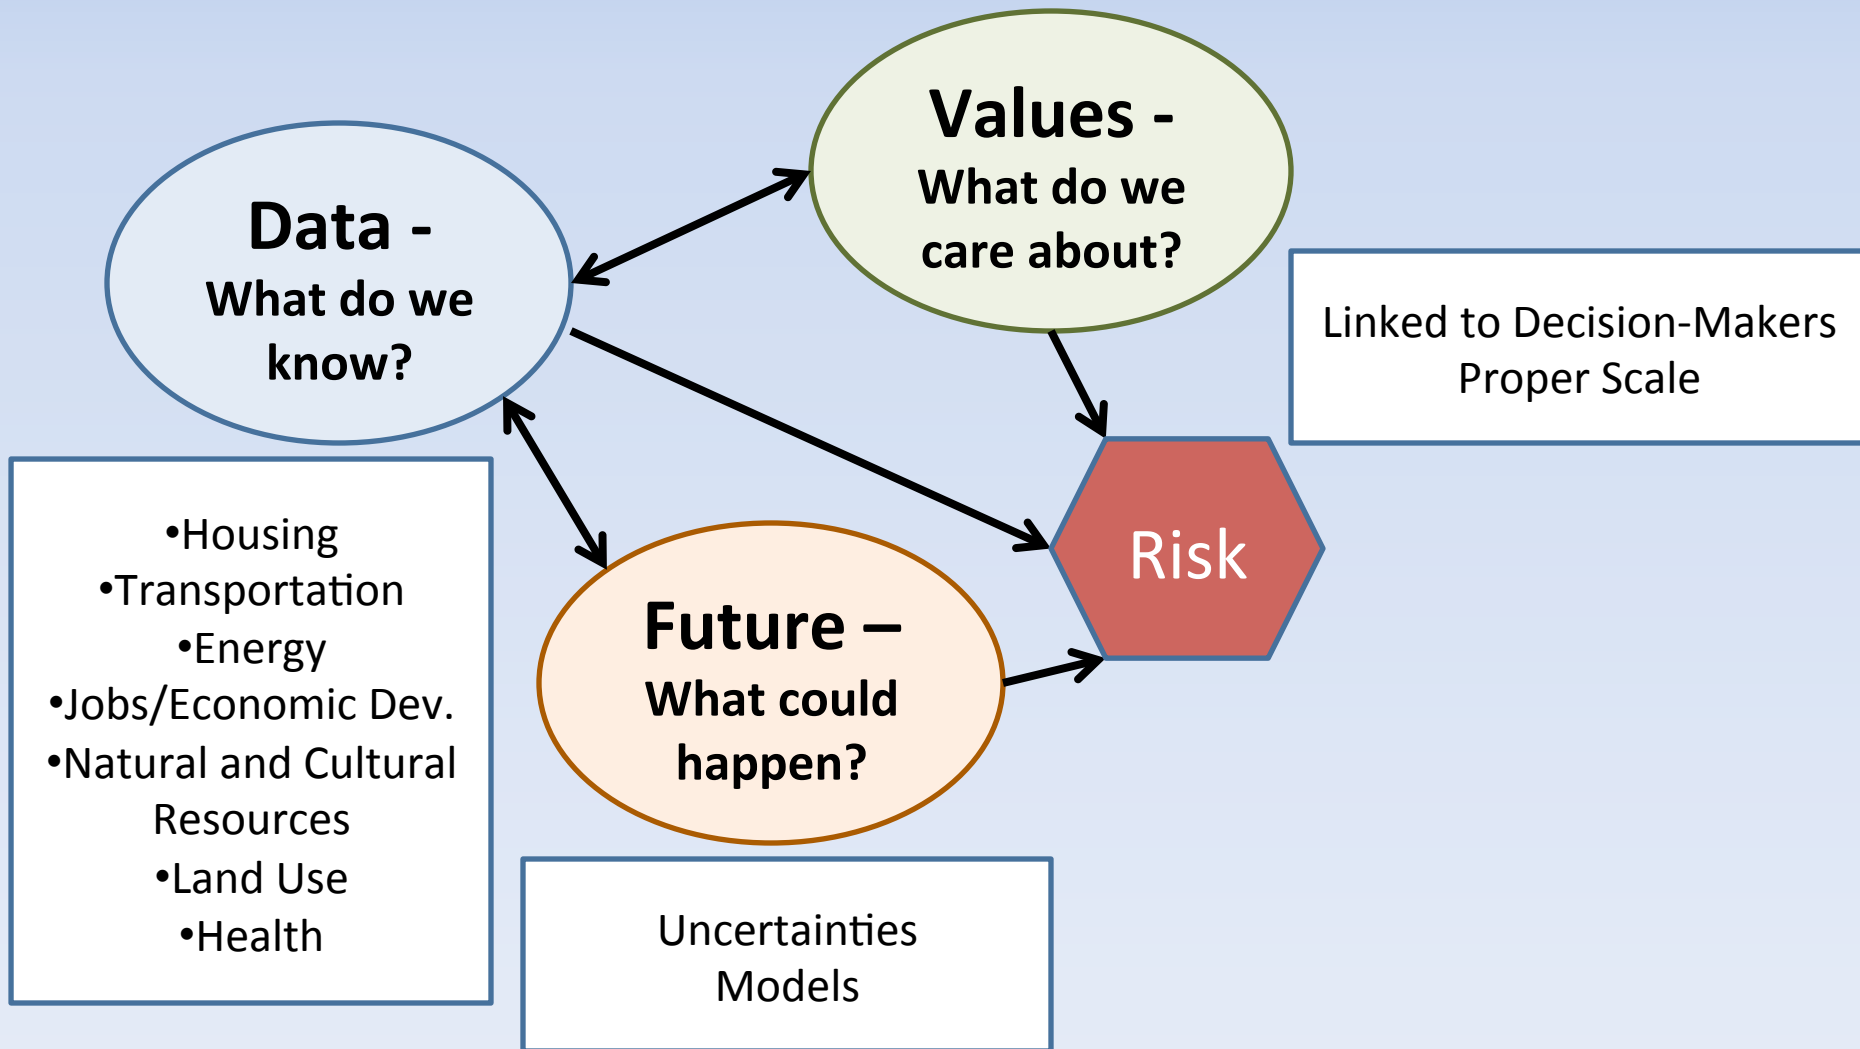 Data -
What do we
know?
Values -
What do we
care about?
Linked to Decision-Makers
Proper Scale
•Housing
•Transportation
•Energy
•Jobs/Economic Dev.
•Natural and Cultural
Resources
•Land Use
•Health
Future –
What could
happen?
Risk
Uncertainties
Models